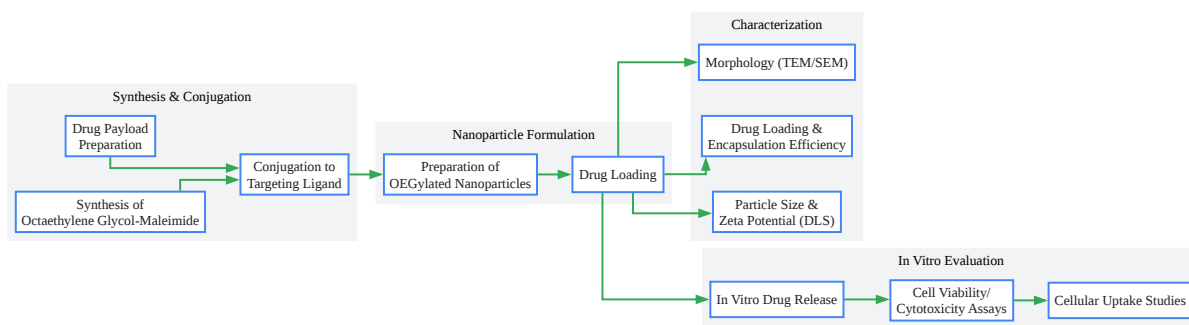 Synthesis & Conjugation
Drug Payload
Preparation
Synthesis of
Octaethylene Glycol-Maleimide
Conjugation to
Targeting Ligand
Nanoparticle Formulation
Preparation of
OEGylated Nanoparticles
Drug Loading
Characterization
Morphology (TEM/SEM)
Drug Loading &
Encapsulation Efficiency
Particle Size &
Zeta Potential (DLS)
In Vitro Evaluation
In Vitro Drug Release
Cell Viability/
Cytotoxicity Assays
Cellular Uptake Studies